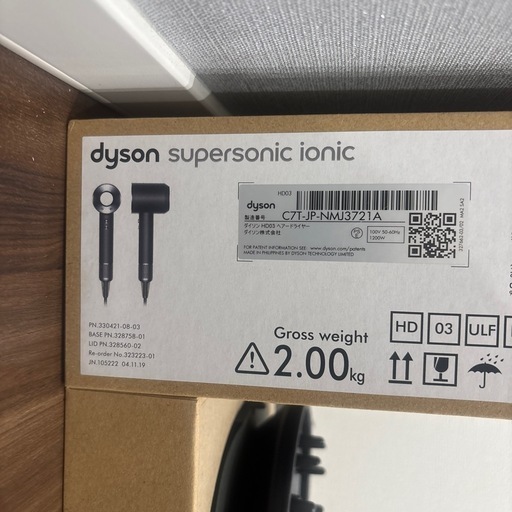 dyson supersonic ionic
HD03
dyson
製造番号 C7T-JP-NMJ3721A
ダイソン HD03 ヘアードライヤー
ダイソン株式会社
100V 50-60Hz
1200W
FOR PATENT INFORMATION SEE: www.dyson.com/patents
MADE IN PHILIPPINES BY DYSON TECHNOLOGY LIMITED
PN.330421-08-03
BASE PN.328758-01
LID PN.328560-02
Re-order No.323223-01
JN.105222 04.11.19
Gross weight
2.00kg
HD 03 ULF